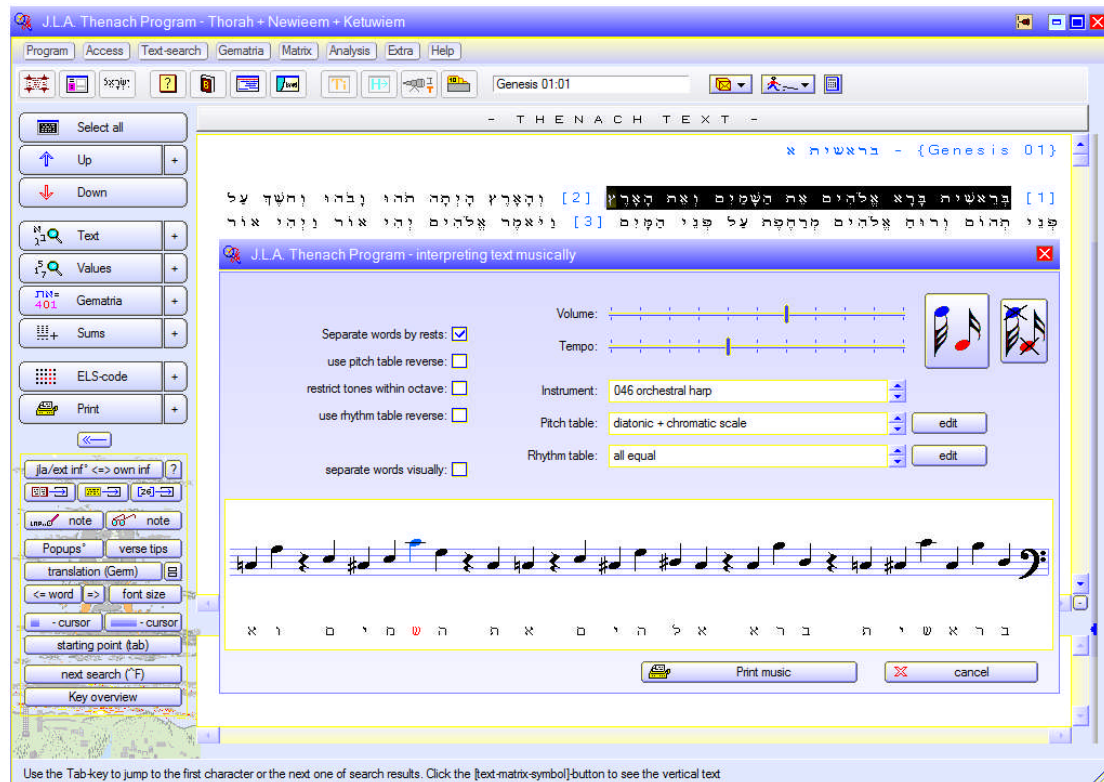 J.L.A. Thenach Program - Thorah + Newieem + Ketuwiem
Program Access Text-search Gematria Matrix Analysis Extra Help
Genesis 01:01
Select all
Up +
Down
Text +
Values +
Gematria +
Sums +
ELS-code +
Print +
jla/ext inf° <=> own inf ?
note note
Popups° verse tips
translation (Germ)
<= word => font size
- cursor - cursor
starting point (tab)
next search (^F)
Key overview
- THENACH TEXT -
בראשית א - {Genesis 01}
[1] בְּרֵאשִׁית בָּרָא אֱלֹהִים אֵת הַשָּׁמַיִם וְאֵת הָאָרֶץ [2] וְהָאָרֶץ הָיְתָה תֹהוּ וָבֹהוּ וְחֹשֶׁךְ עַל
פְּנֵי תְהוֹם וְרוּחַ אֱלֹהִים מְרַחֶפֶת עַל פְּנֵי הַמָּיִם [3] וַיֹּאמֶר אֱלֹהִים יְהִי אוֹר וַיְהִי אוֹר
J.L.A. Thenach Program - interpreting text musically
Separate words by rests:
use pitch table reverse:
restrict tones within octave:
use rhythm table reverse:
separate words visually:
Volume:
Tempo:
Instrument: 046 orchestral harp
Pitch table: diatonic + chromatic scale edit
Rhythm table: all equal edit
ב ר א ש י ת ב ר א א ל ה י ם א ת ה ש מ י ם ו א
Print music cancel
Use the Tab-key to jump to the first character or the next one of search results. Click the [text-matrix-symbol]-button to see the vertical text